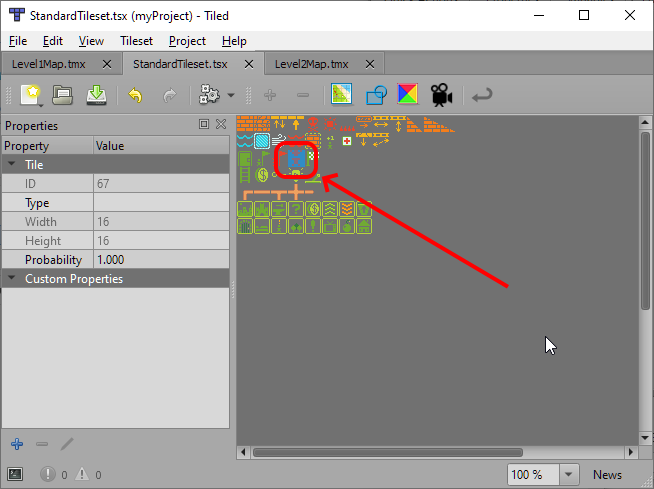 StandardTileset.tsx (myProject) - Tiled
File Edit View Tileset Project Help
Level1Map.tmx StandardTileset.tsx Level2Map.tmx
Properties
Property Value
Tile
ID 67
Type
Width 16
Height 16
Probability 1.000
Custom Properties
0 0 100 % News